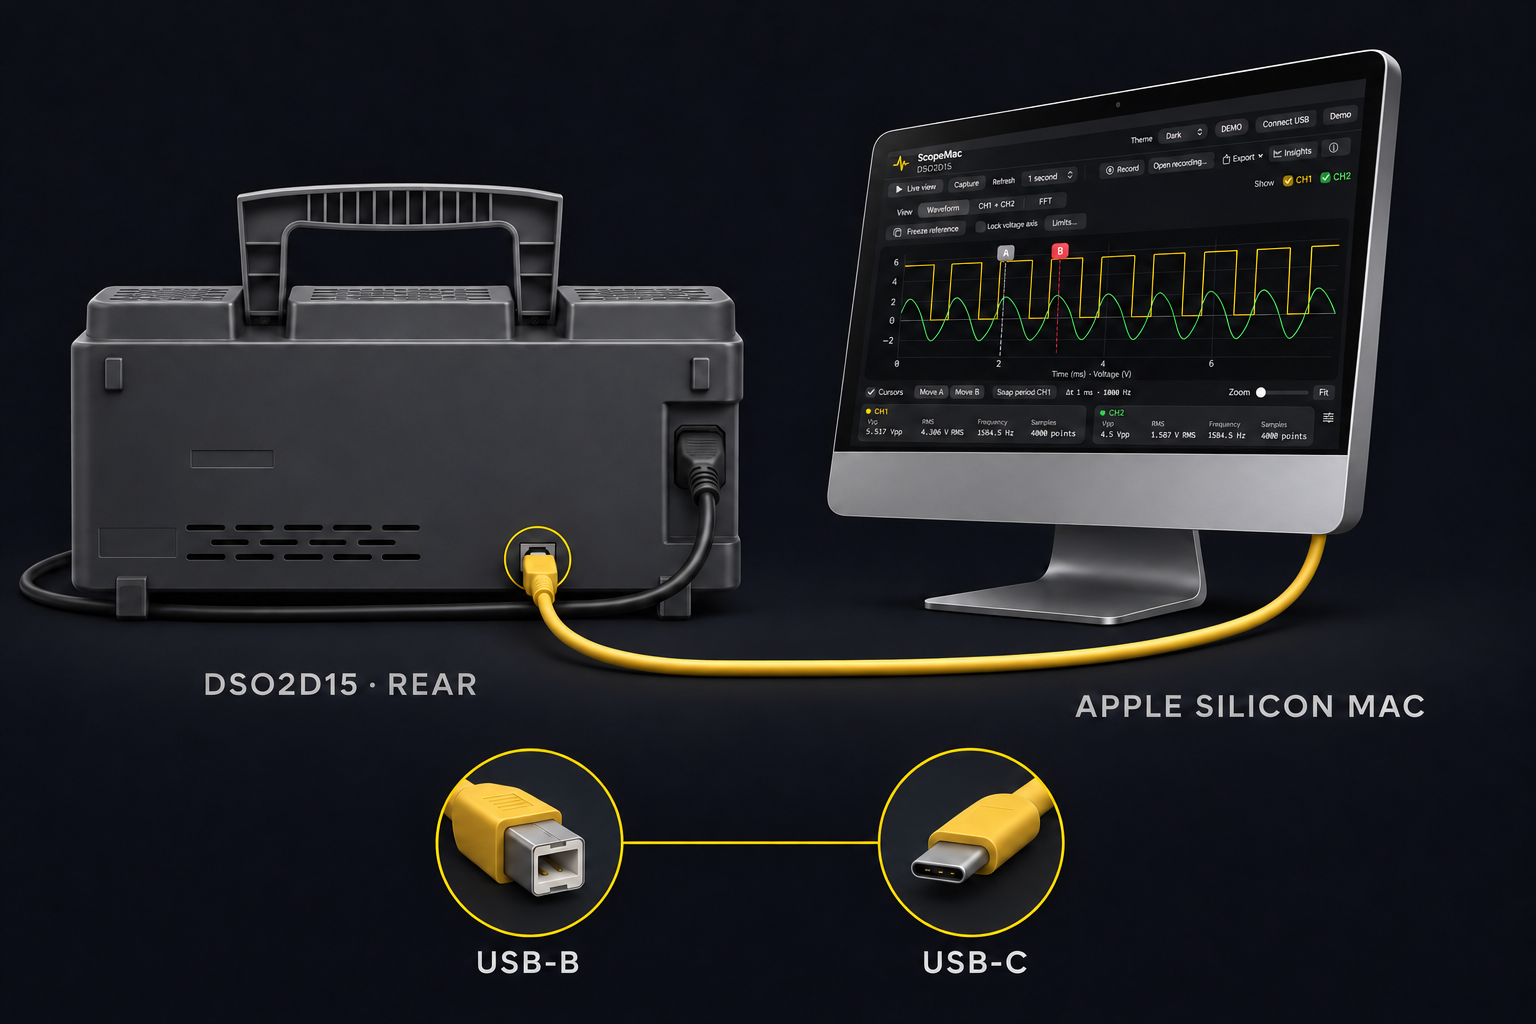 Theme Dark DEMO Connect USB Demo
ScopeMac
DSO2D15
Live view Capture Refresh 1 second Record Open recording... Export Insights
Show CH1 CH2
View Waveform CH1 + CH2 FFT
Freeze reference Lock voltage axis Limits...
A B
6
4
2
0
-2
0 2 4 6
Time (ms) · Voltage (V)
Cursors Move A Move B Snap period CH1 Δt 1 ms · 1000 Hz Zoom Fit
CH1
Vpp RMS Frequency Samples
5.517 Vpp 4.306 V RMS 1584.5 Hz 4000 points
CH2
Vpp RMS Frequency Samples
4.5 Vpp 1.587 V RMS 1584.5 Hz 4000 points
DSO2D15 · REAR
APPLE SILICON MAC
USB-B
USB-C